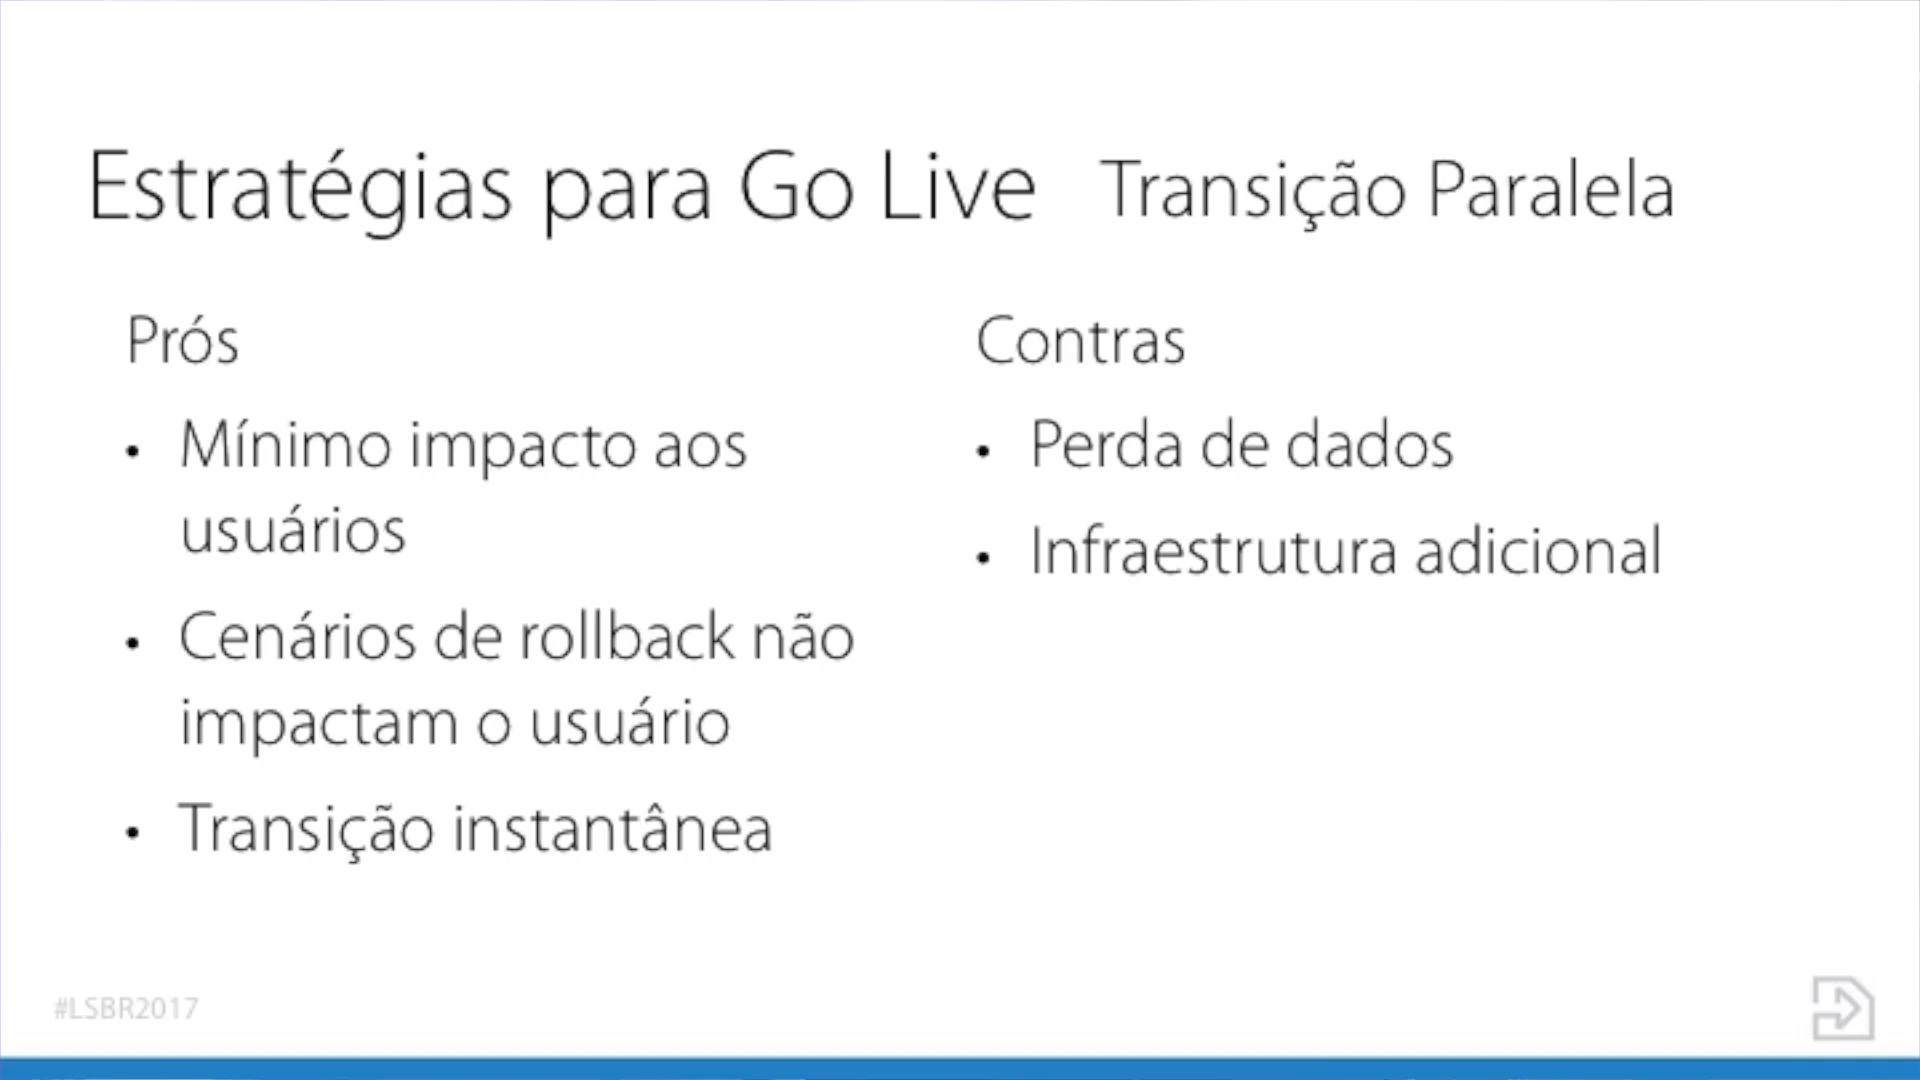 Estratégias para Go Live Transição Paralela
Prós
• Mínimo impacto aos
usuários
• Cenários de rollback não
impactam o usuário
• Transição instantânea
Contras
• Perda de dados
• Infraestrutura adicional
#LSBR2017